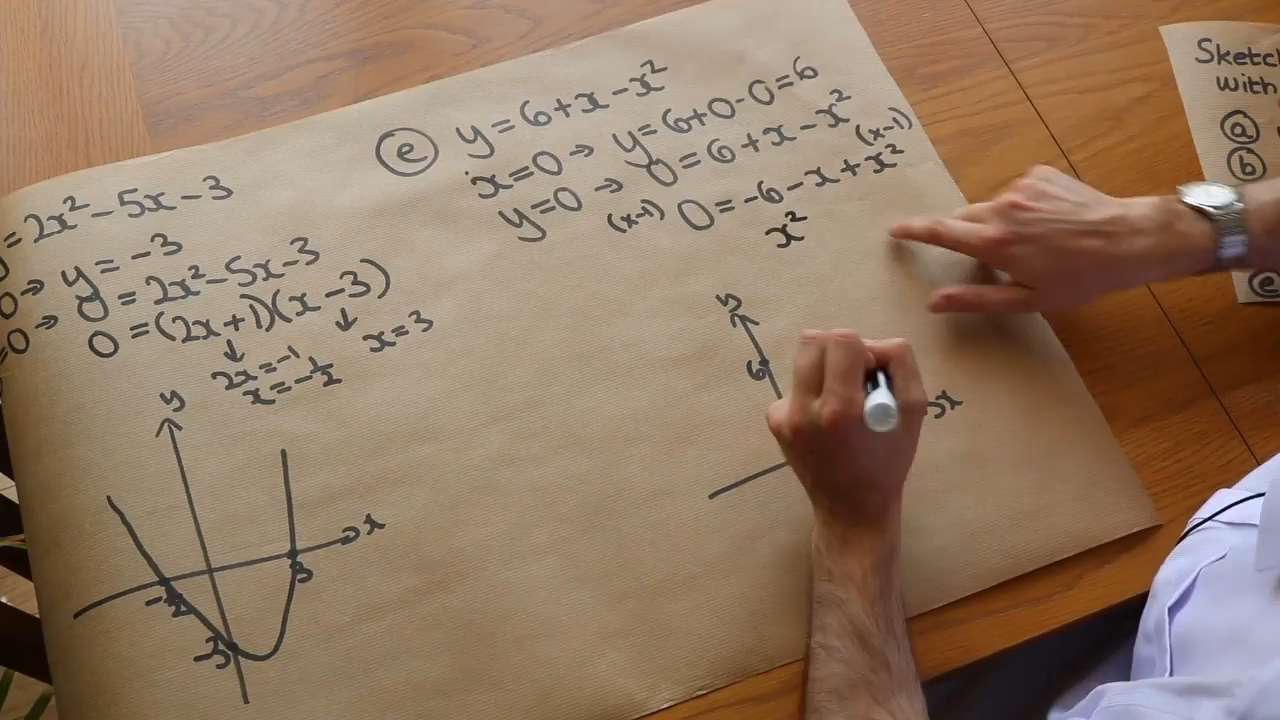 = 2x² - 5x - 3
0 → y = -3
= 0 → y = 2x² - 5x - 3
0 = (2x+1)(x-3)
2x = -1
x = -1/2
x = 3
y
x
-1/2
3
-3
ⓔ y = 6 + x - x²
x = 0 → y = 6 + 0 - 0 = 6
y = 0 → 0 = 6 + x - x²
(x-1) 0 = -6 - x + x² (x-1)
x²
y
6
x
Sketc
with
ⓐ
ⓑ
ⓔ